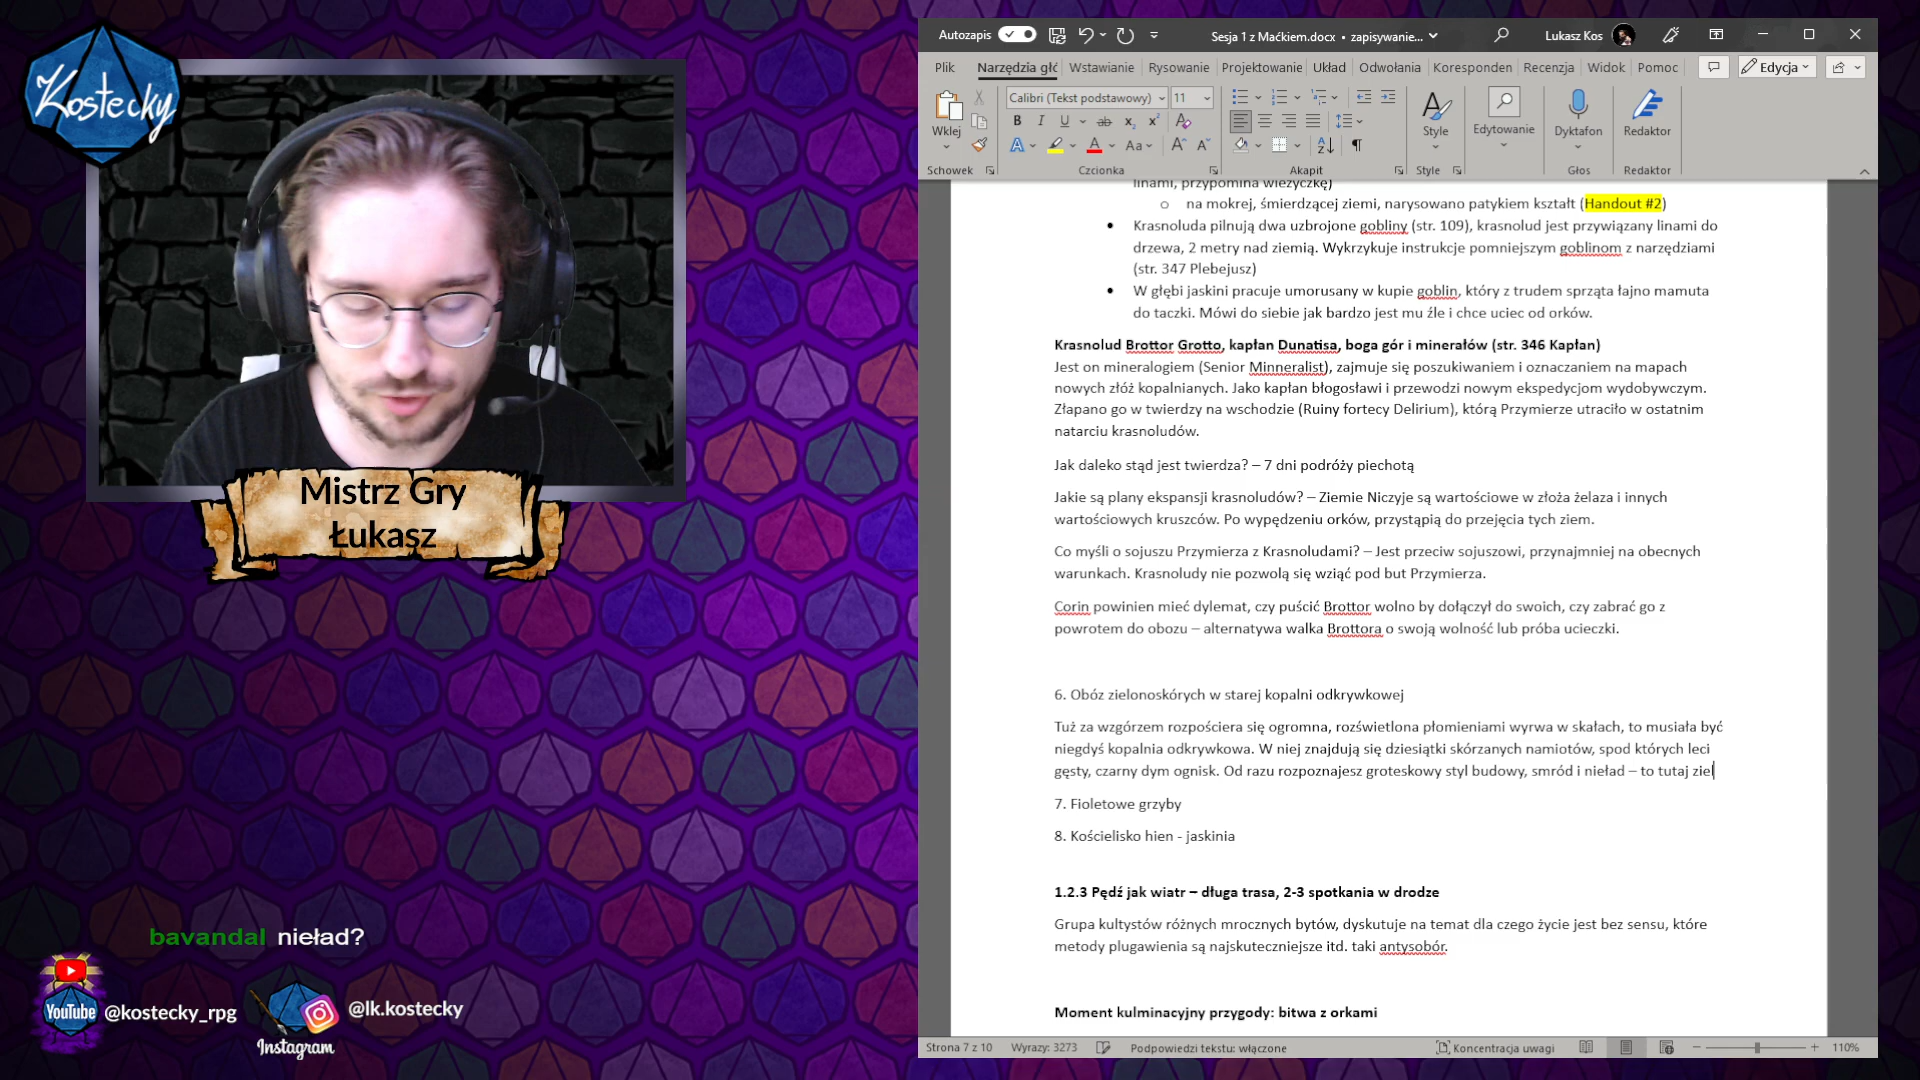 Kostecky
Mistrz Gry
Łukasz
bavandal nieład?
YouTube
@kostecky_rpg
Instagram
@lk.kostecky
Autozapis
Sesja 1 z Maćkiem.docx • zapisywanie...
Lukasz Kos
Plik
Narzędzia głć
Wstawianie
Rysowanie
Projektowanie
Układ
Odwołania
Koresponden
Recenzja
Widok
Pomoc
Edycja
Wklej
Calibri (Tekst podstawowy)
11
Style
Edytowanie
Dyktafon
Redaktor
Schowek
Czcionka
Akapit
Style
Głos
Redaktor
linami, przypomina wieżyczkę)
o na mokrej, śmierdzącej ziemi, narysowano patykiem kształt (Handout #2)
• Krasnoluda pilnują dwa uzbrojone gobliny (str. 109), krasnolud jest przywiązany linami do
drzewa, 2 metry nad ziemią. Wykrzykuje instrukcje pomniejszym goblinom z narzędziami
(str. 347 Plebejusz)
• W głębi jaskini pracuje umorusany w kupie goblin, który z trudem sprząta łajno mamuta
do taczki. Mówi do siebie jak bardzo jest mu źle i chce uciec od orków.
Krasnolud Brottor Grotto, kapłan Dunatisa, boga gór i minerałów (str. 346 Kapłan)
Jest on mineralogiem (Senior Minneralist), zajmuje się poszukiwaniem i oznaczaniem na mapach
nowych złóż kopalnianych. Jako kapłan błogosławi i przewodzi nowym ekspedycjom wydobywczym.
Złapano go w twierdzy na wschodzie (Ruiny fortecy Delirium), którą Przymierze utraciło w ostatnim
natarciu krasnoludów.
Jak daleko stąd jest twierdza? – 7 dni podróży piechotą
Jakie są plany ekspansji krasnoludów? – Ziemie Niczyje są wartościowe w złoża żelaza i innych
wartościowych kruszców. Po wypędzeniu orków, przystąpią do przejęcia tych ziem.
Co myśli o sojuszu Przymierza z Krasnoludami? – Jest przeciw sojuszowi, przynajmniej na obecnych
warunkach. Krasnoludy nie pozwolą się wziąć pod but Przymierza.
Corin powinien mieć dylemat, czy puścić Brottor wolno by dołączył do swoich, czy zabrać go z
powrotem do obozu – alternatywa walka Brottora o swoją wolność lub próba ucieczki.
6. Obóz zielonoskórych w starej kopalni odkrywkowej
Tuż za wzgórzem rozpościera się ogromna, rozświetlona płomieniami wyrwa w skałach, to musiała być
niegdyś kopalnia odkrywkowa. W niej znajdują się dziesiątki skórzanych namiotów, spod których leci
gęsty, czarny dym ognisk. Od razu rozpoznajesz groteskowy styl budowy, smród i nieład – to tutaj ziel
7. Fioletowe grzyby
8. Kościelisko hien - jaskinia
1.2.3 Pędź jak wiatr – długa trasa, 2-3 spotkania w drodze
Grupa kultystów różnych mrocznych bytów, dyskutuje na temat dla czego życie jest bez sensu, które
metody plugawienia są najskuteczniejsze itd. taki antysobór.
Moment kulminacyjny przygody: bitwa z orkami
Strona 7 z 10
Wyrazy: 3273
Podpowiedzi tekstu: włączone
Koncentracja uwagi
110%